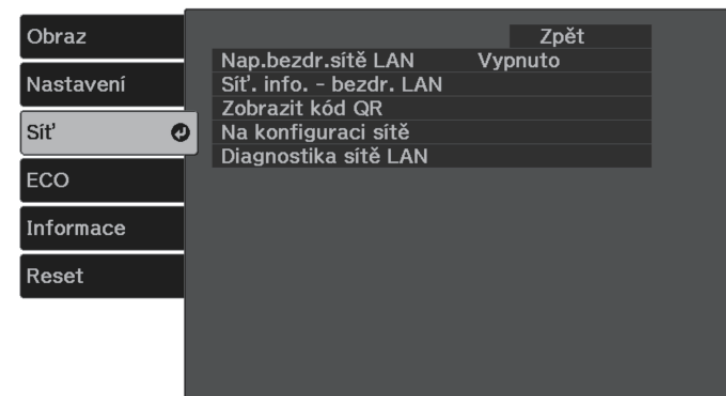 Obraz
Nastavení
Síť
ECO
Informace
Reset
Zpět
Nap.bezdr.sítě LAN Vypnuto
Síť. info. - bezdr. LAN
Zobrazit kód QR
Na konfiguraci sítě
Diagnostika sítě LAN